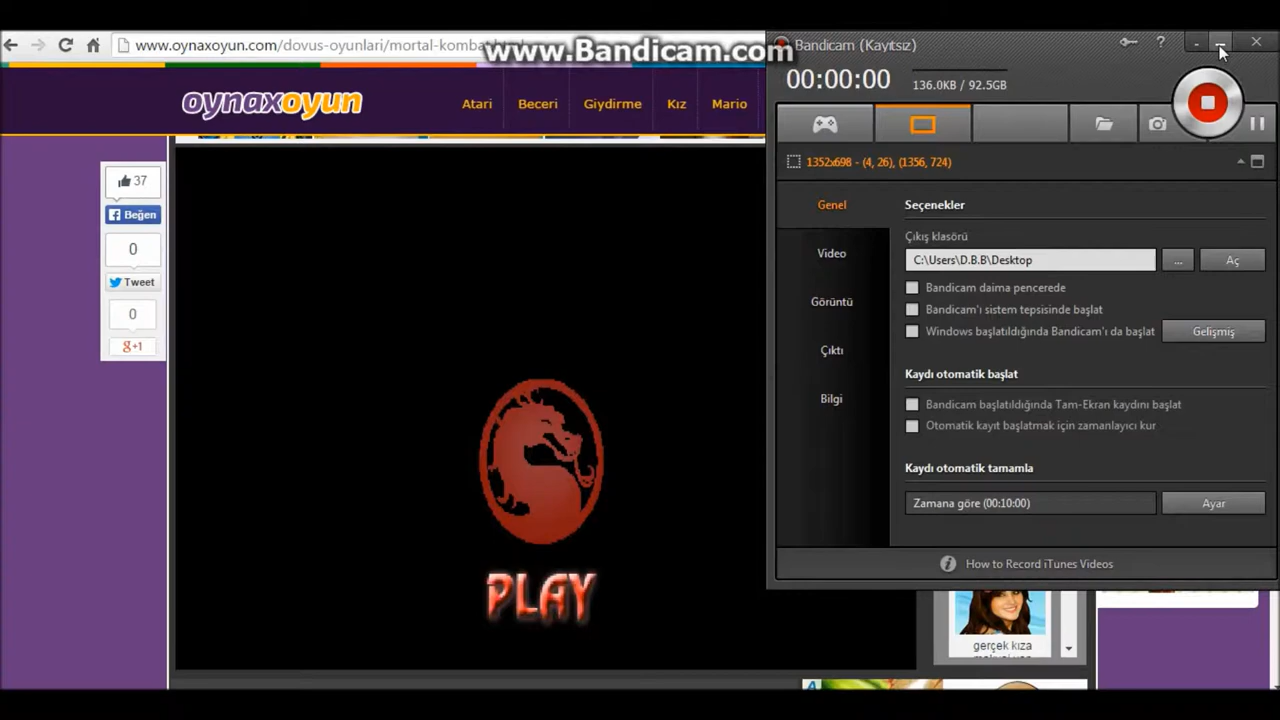 www.oynaxoyun.com/dovus-oyunlari/mortal-kombat
www.Bandicam.com
oynaxoyun
Atari
Beceri
Giydirme
Kız
Mario
37
Beğen
0
Tweet
0
g+1
PLAY
Bandicam (Kayıtsız)
?
00:00:00
136.0KB / 92.5GB
1352x698 - (4, 26), (1356, 724)
Genel
Video
Görüntü
Çıktı
Bilgi
Seçenekler
Çıkış klasörü
C:\Users\D.B.B\Desktop
...
Aç
Bandicam daima pencerede
Bandicam'ı sistem tepsisinde başlat
Windows başlatıldığında Bandicam'ı da başlat
Gelişmiş
Kaydı otomatik başlat
Bandicam başlatıldığında Tam-Ekran kaydını başlat
Otomatik kayıt başlatmak için zamanlayıcı kur
Kaydı otomatik tamamla
Zamana göre (00:10:00)
Ayar
How to Record iTunes Videos
gerçek kıza